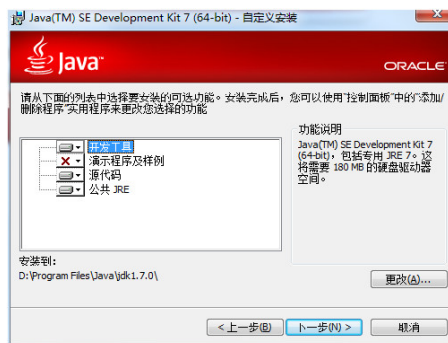 Java(TM) SE Development Kit 7 (64-bit) - 自定义安装
Java
ORACLE
请从下面的列表中选择要安装的可选功能。安装完成后，您可以使用“控制面板”中的“添加/
删除程序”实用程序来更改您选择的功能
开发工具
演示程序及样例
源代码
公共 JRE
功能说明
Java(TM) SE Development Kit 7
(64-bit)，包括专用 JRE 7。这
将需要 180 MB 的硬盘驱动器
空间。
安装到:
D:\Program Files\Java\jdk1.7.0\
更改(A)...
< 上一步(B)
下一步(N) >
取消